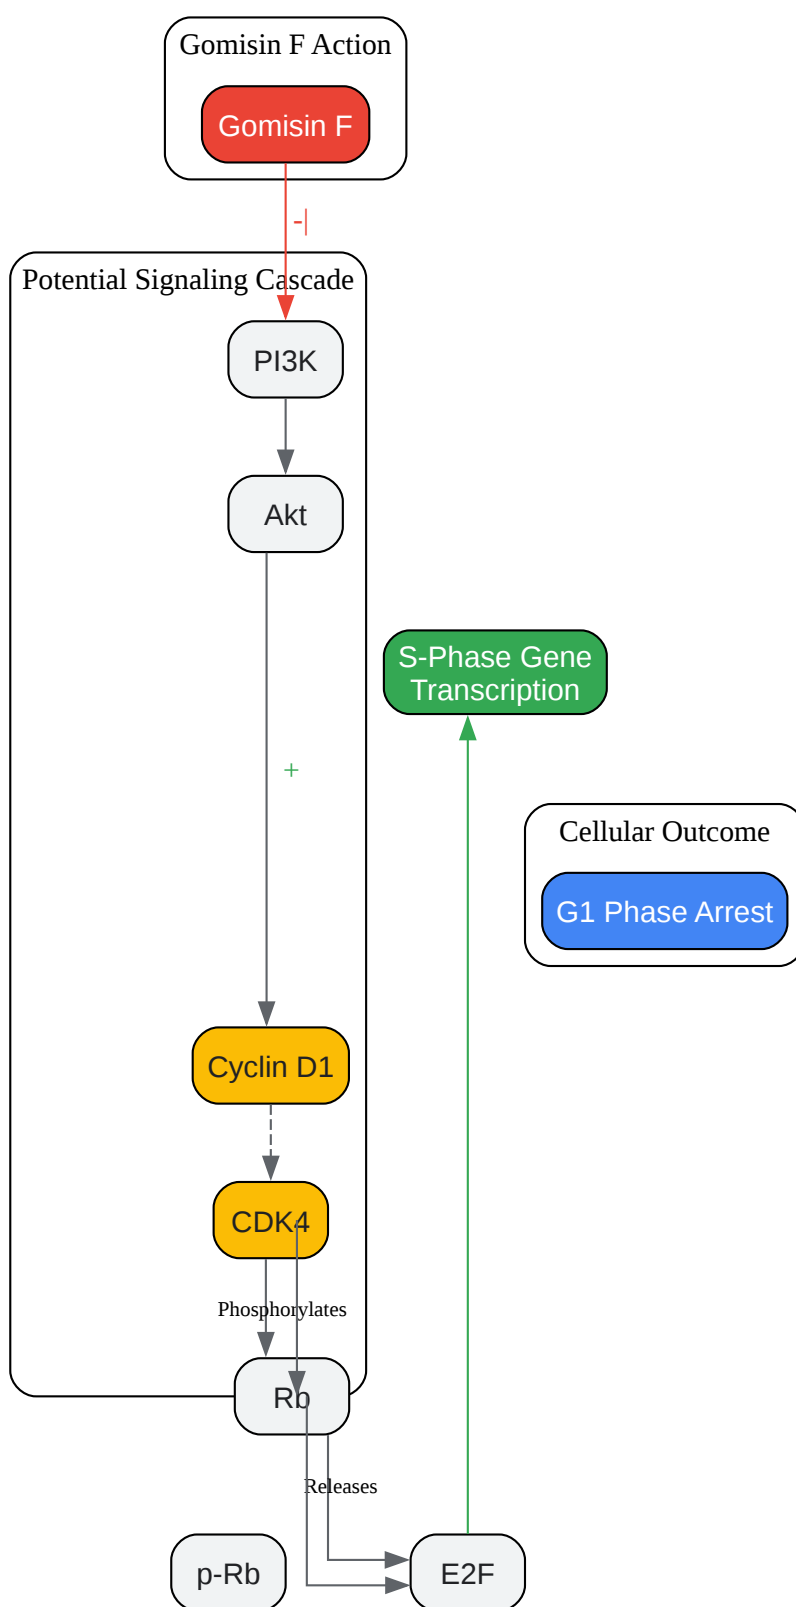 Gomisin F Action
Gomisin F
-|
Potential Signaling Cascade
PI3K
Akt
S-Phase Gene
Transcription
+
Cellular Outcome
G1 Phase Arrest
Cyclin D1
CDK4
Phosphorylates
Rb
Releases
p-Rb
E2F